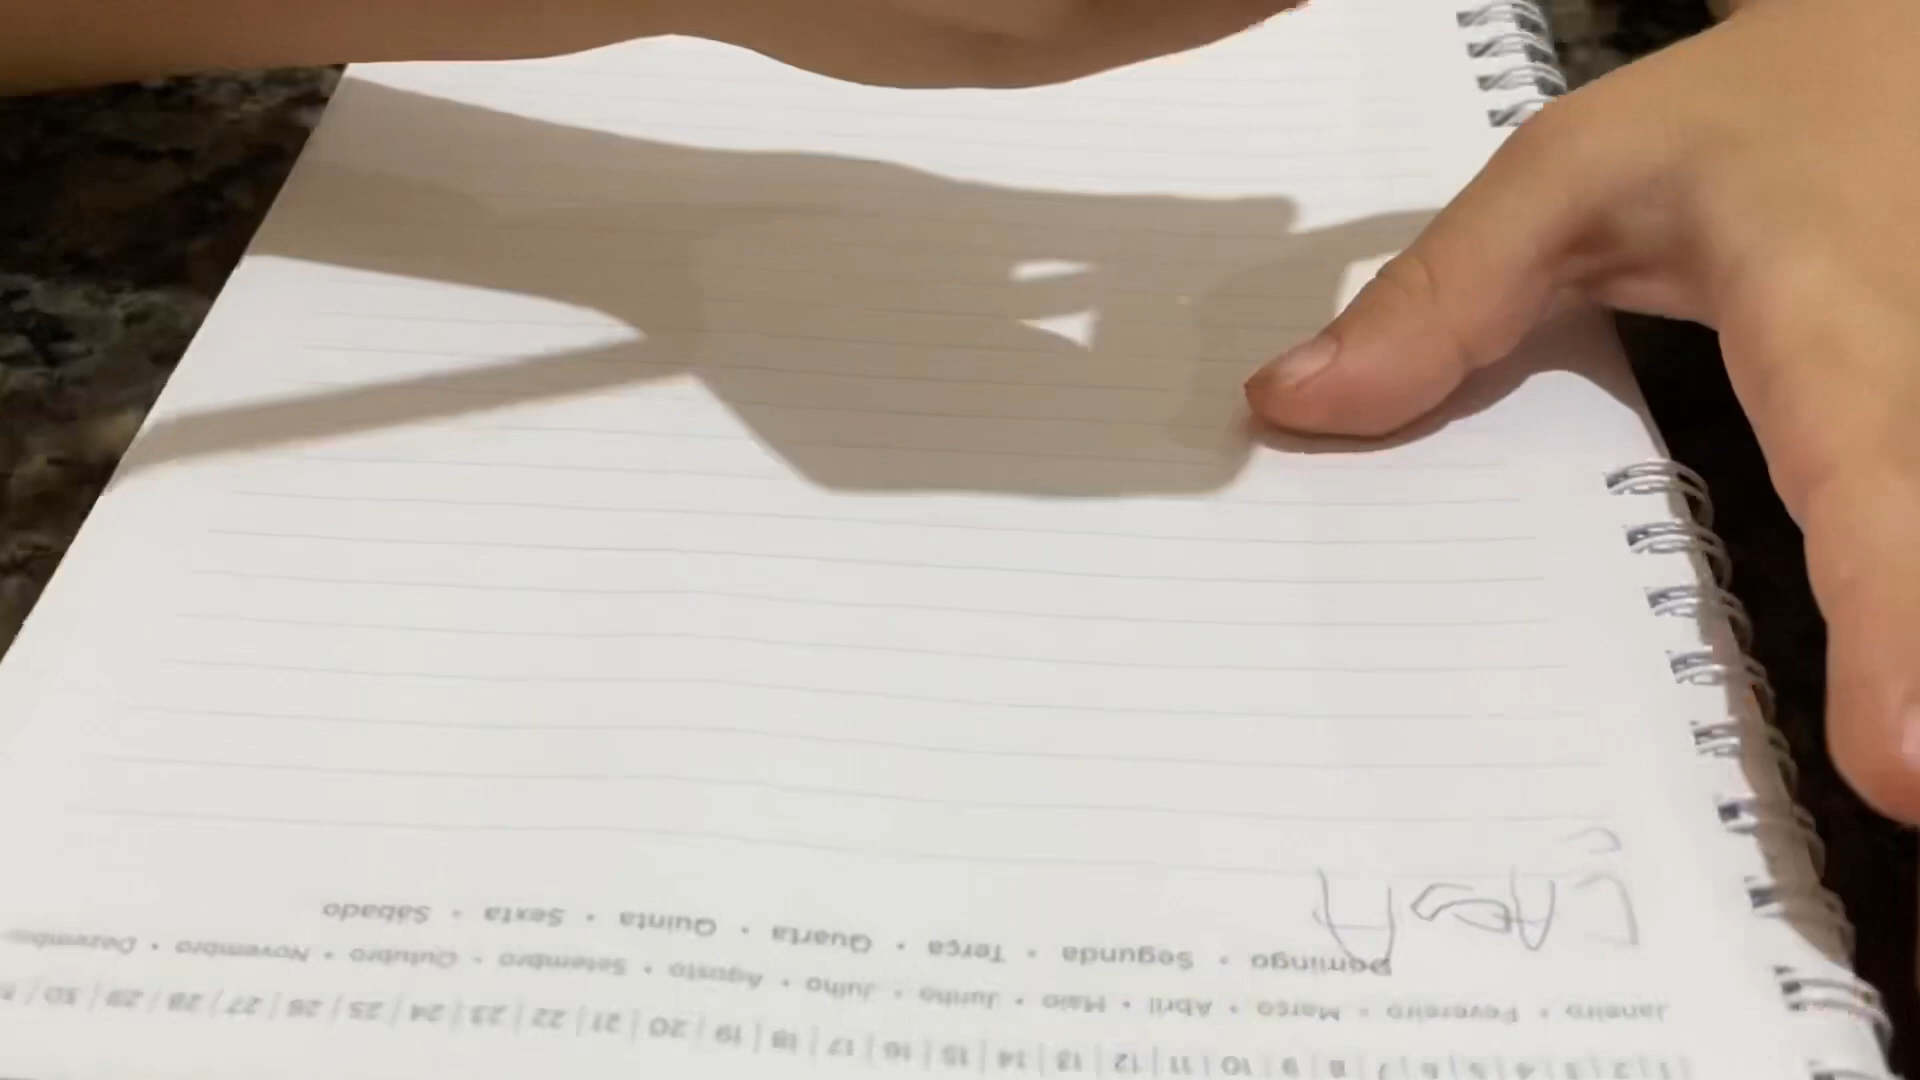 1 | 2 | 3 | 4 | 5 | 6 | 7 | 8 | 9 | 10 | 11 | 12 | 13 | 14 | 15 | 16 | 17 | 18 | 19 | 20 | 21 | 22 | 23 | 24 | 25 | 26 | 27 | 28 | 29 | 30 |
Janeiro • Fevereiro • Março • Abril • Maio • Junho • Julho • Agosto • Setembro • Outubro • Novembro • Dezembro
Domingo • Segunda • Terça • Quarta • Quinta • Sexta • Sábado